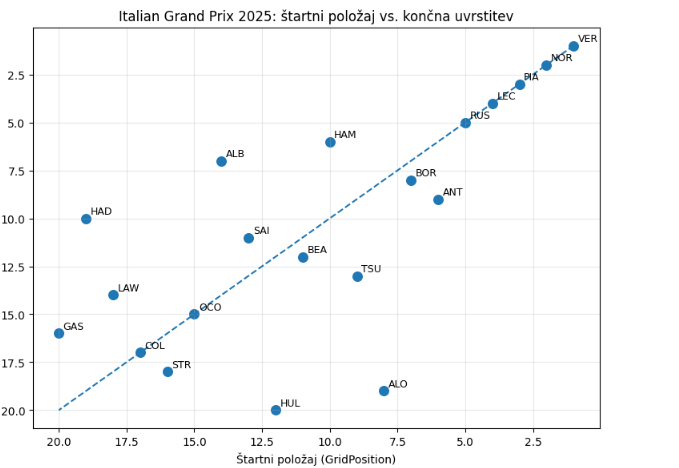 Italian Grand Prix 2025: štartni položaj vs. končna uvrstitev
VER
NOR
2.5
PIA
LEC
5.0
RUS
HAM
ALB
7.5
BOR
ANT
HAD
10.0
SAI
BEA
12.5
TSU
LAW
OCO
15.0
GAS
COL
17.5
STR
ALO
HUL
20.0
20.0 17.5 15.0 12.5 10.0 7.5 5.0 2.5
Štartni položaj (GridPosition)